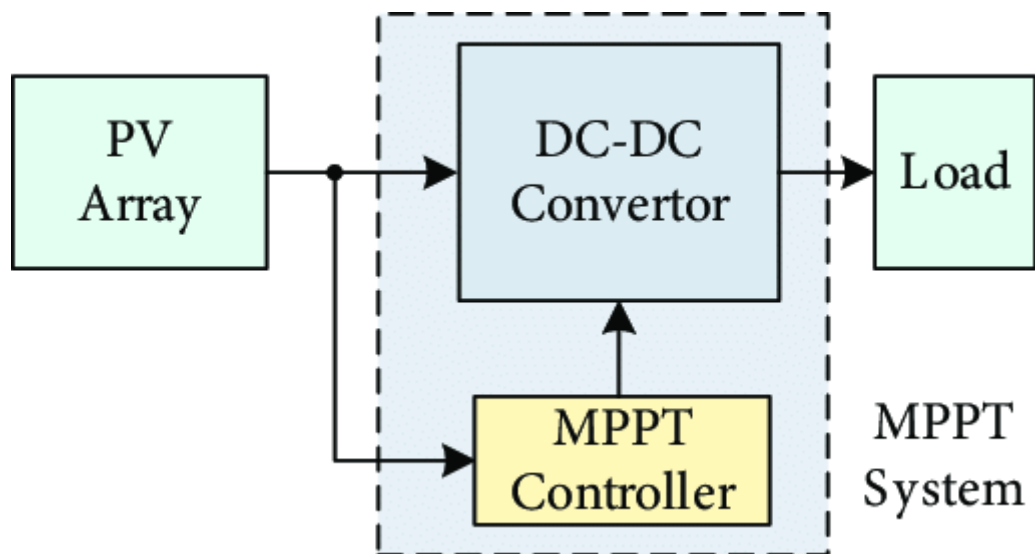 PV
Array
DC-DC
Convertor
Load
MPPT
Controller
MPPT
System